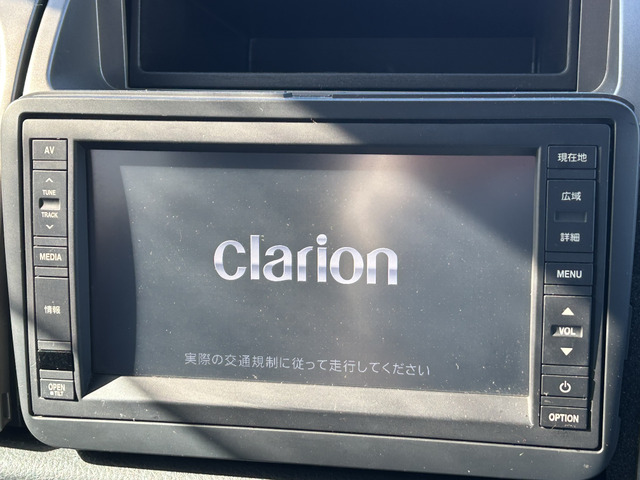 AV
TUNE
TRACK
MEDIA
情報
OPEN
TILT
clarion
実際の交通規制に従って走行してください
現在地
広域
詳細
MENU
VOL
OPTION